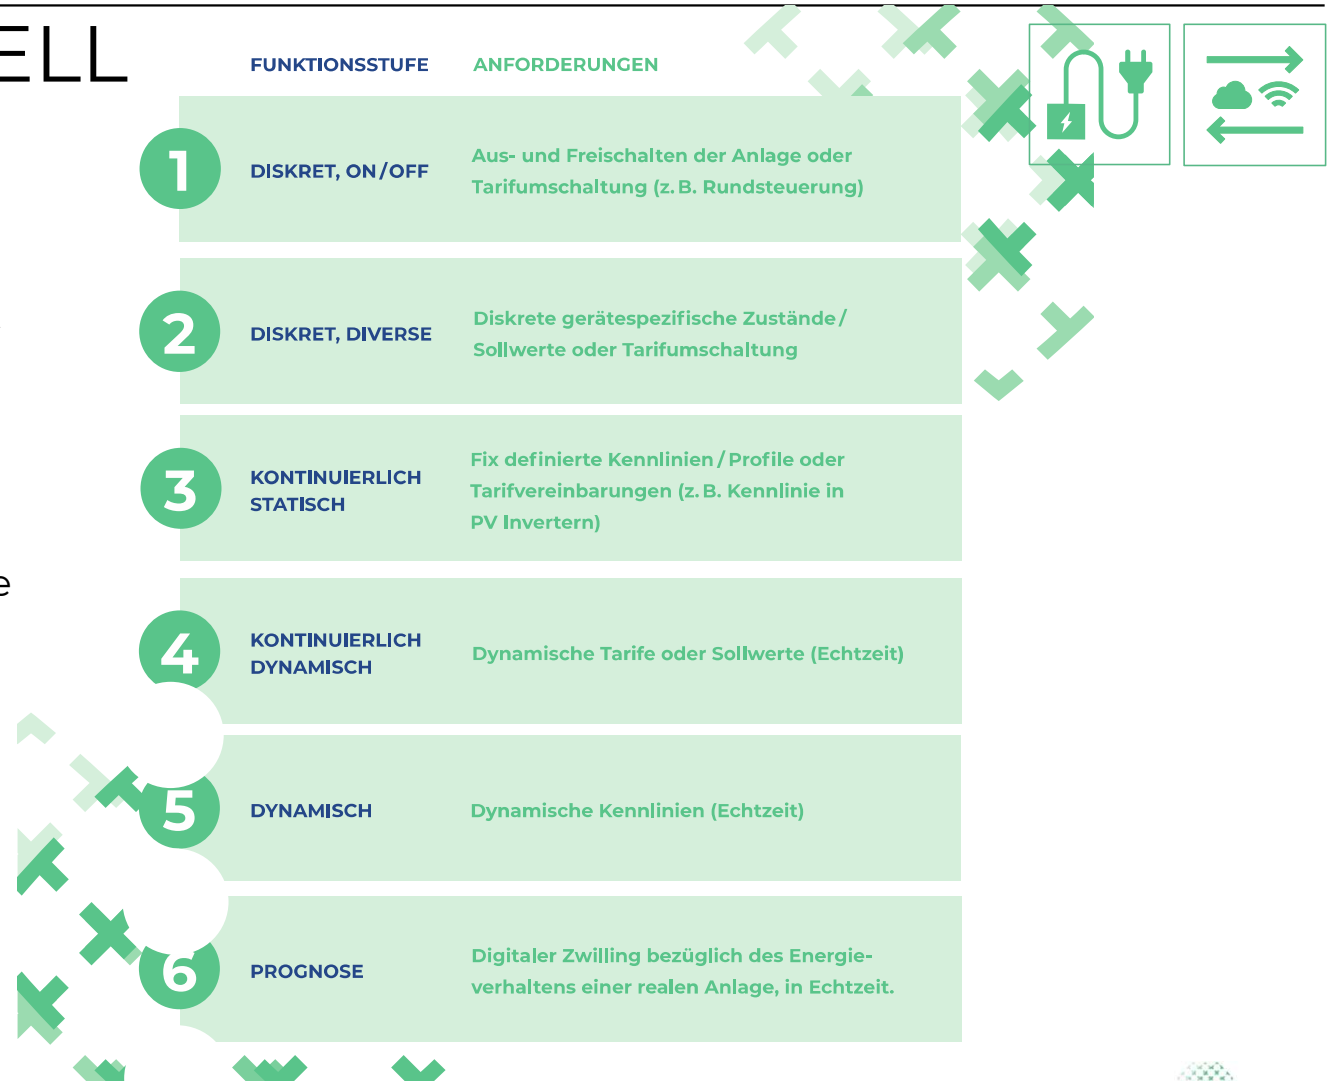 ELL
FUNKTIONSSTUFE ANFORDERUNGEN
1
DISKRET, ON/OFF
Aus- und Freischalten der Anlage oder
Tarifumschaltung (z. B. Rundsteuerung)
2
DISKRET, DIVERSE
Diskrete gerätespezifische Zustände /
Sollwerte oder Tarifumschaltung
3
KONTINUIERLICH
STATISCH
Fix definierte Kennlinien / Profile oder
Tarifvereinbarungen (z. B. Kennlinie in
PV Invertern)
e
4
KONTINUIERLICH
DYNAMISCH
Dynamische Tarife oder Sollwerte (Echtzeit)
5
DYNAMISCH
Dynamische Kennlinien (Echtzeit)
6
PROGNOSE
Digitaler Zwilling bezüglich des Energie-
verhaltens einer realen Anlage, in Echtzeit.